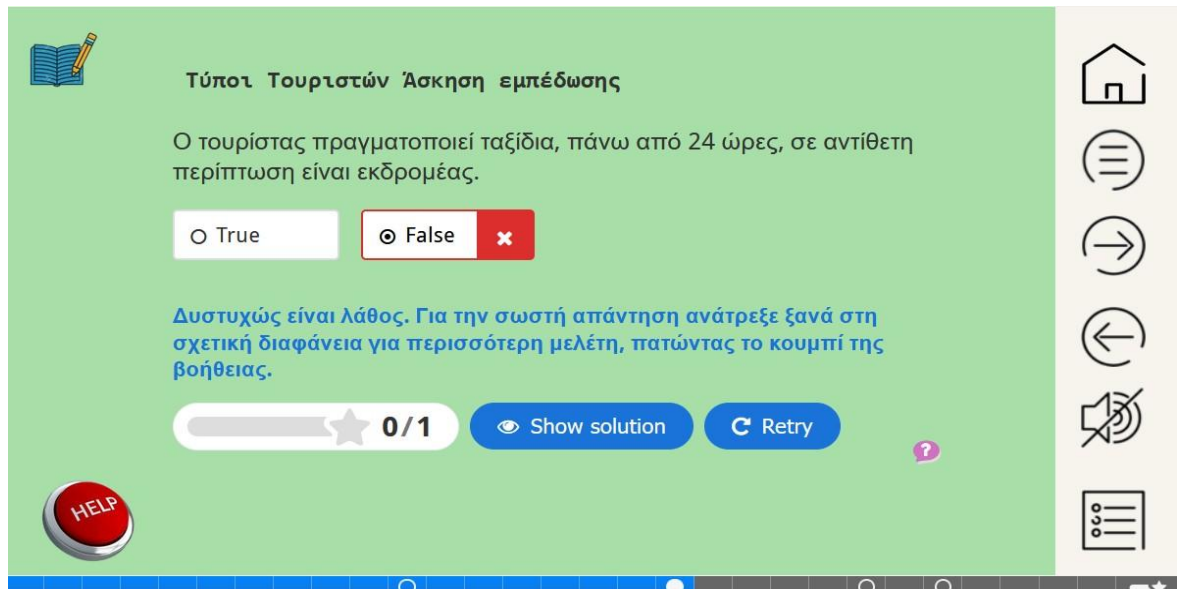 Τύποι Τουριστών Άσκηση εμπέδωσης
Ο τουρίστας πραγματοποιεί ταξίδια, πάνω από 24 ώρες, σε αντίθετη
περίπτωση είναι εκδρομέας.
True
False
Δυστυχώς είναι λάθος. Για την σωστή απάντηση ανάτρεξε ξανά στη
σχετική διαφάνεια για περισσότερη μελέτη, πατώντας το κουμπί της
βοήθειας.
0/1
Show solution
Retry
?
HELP